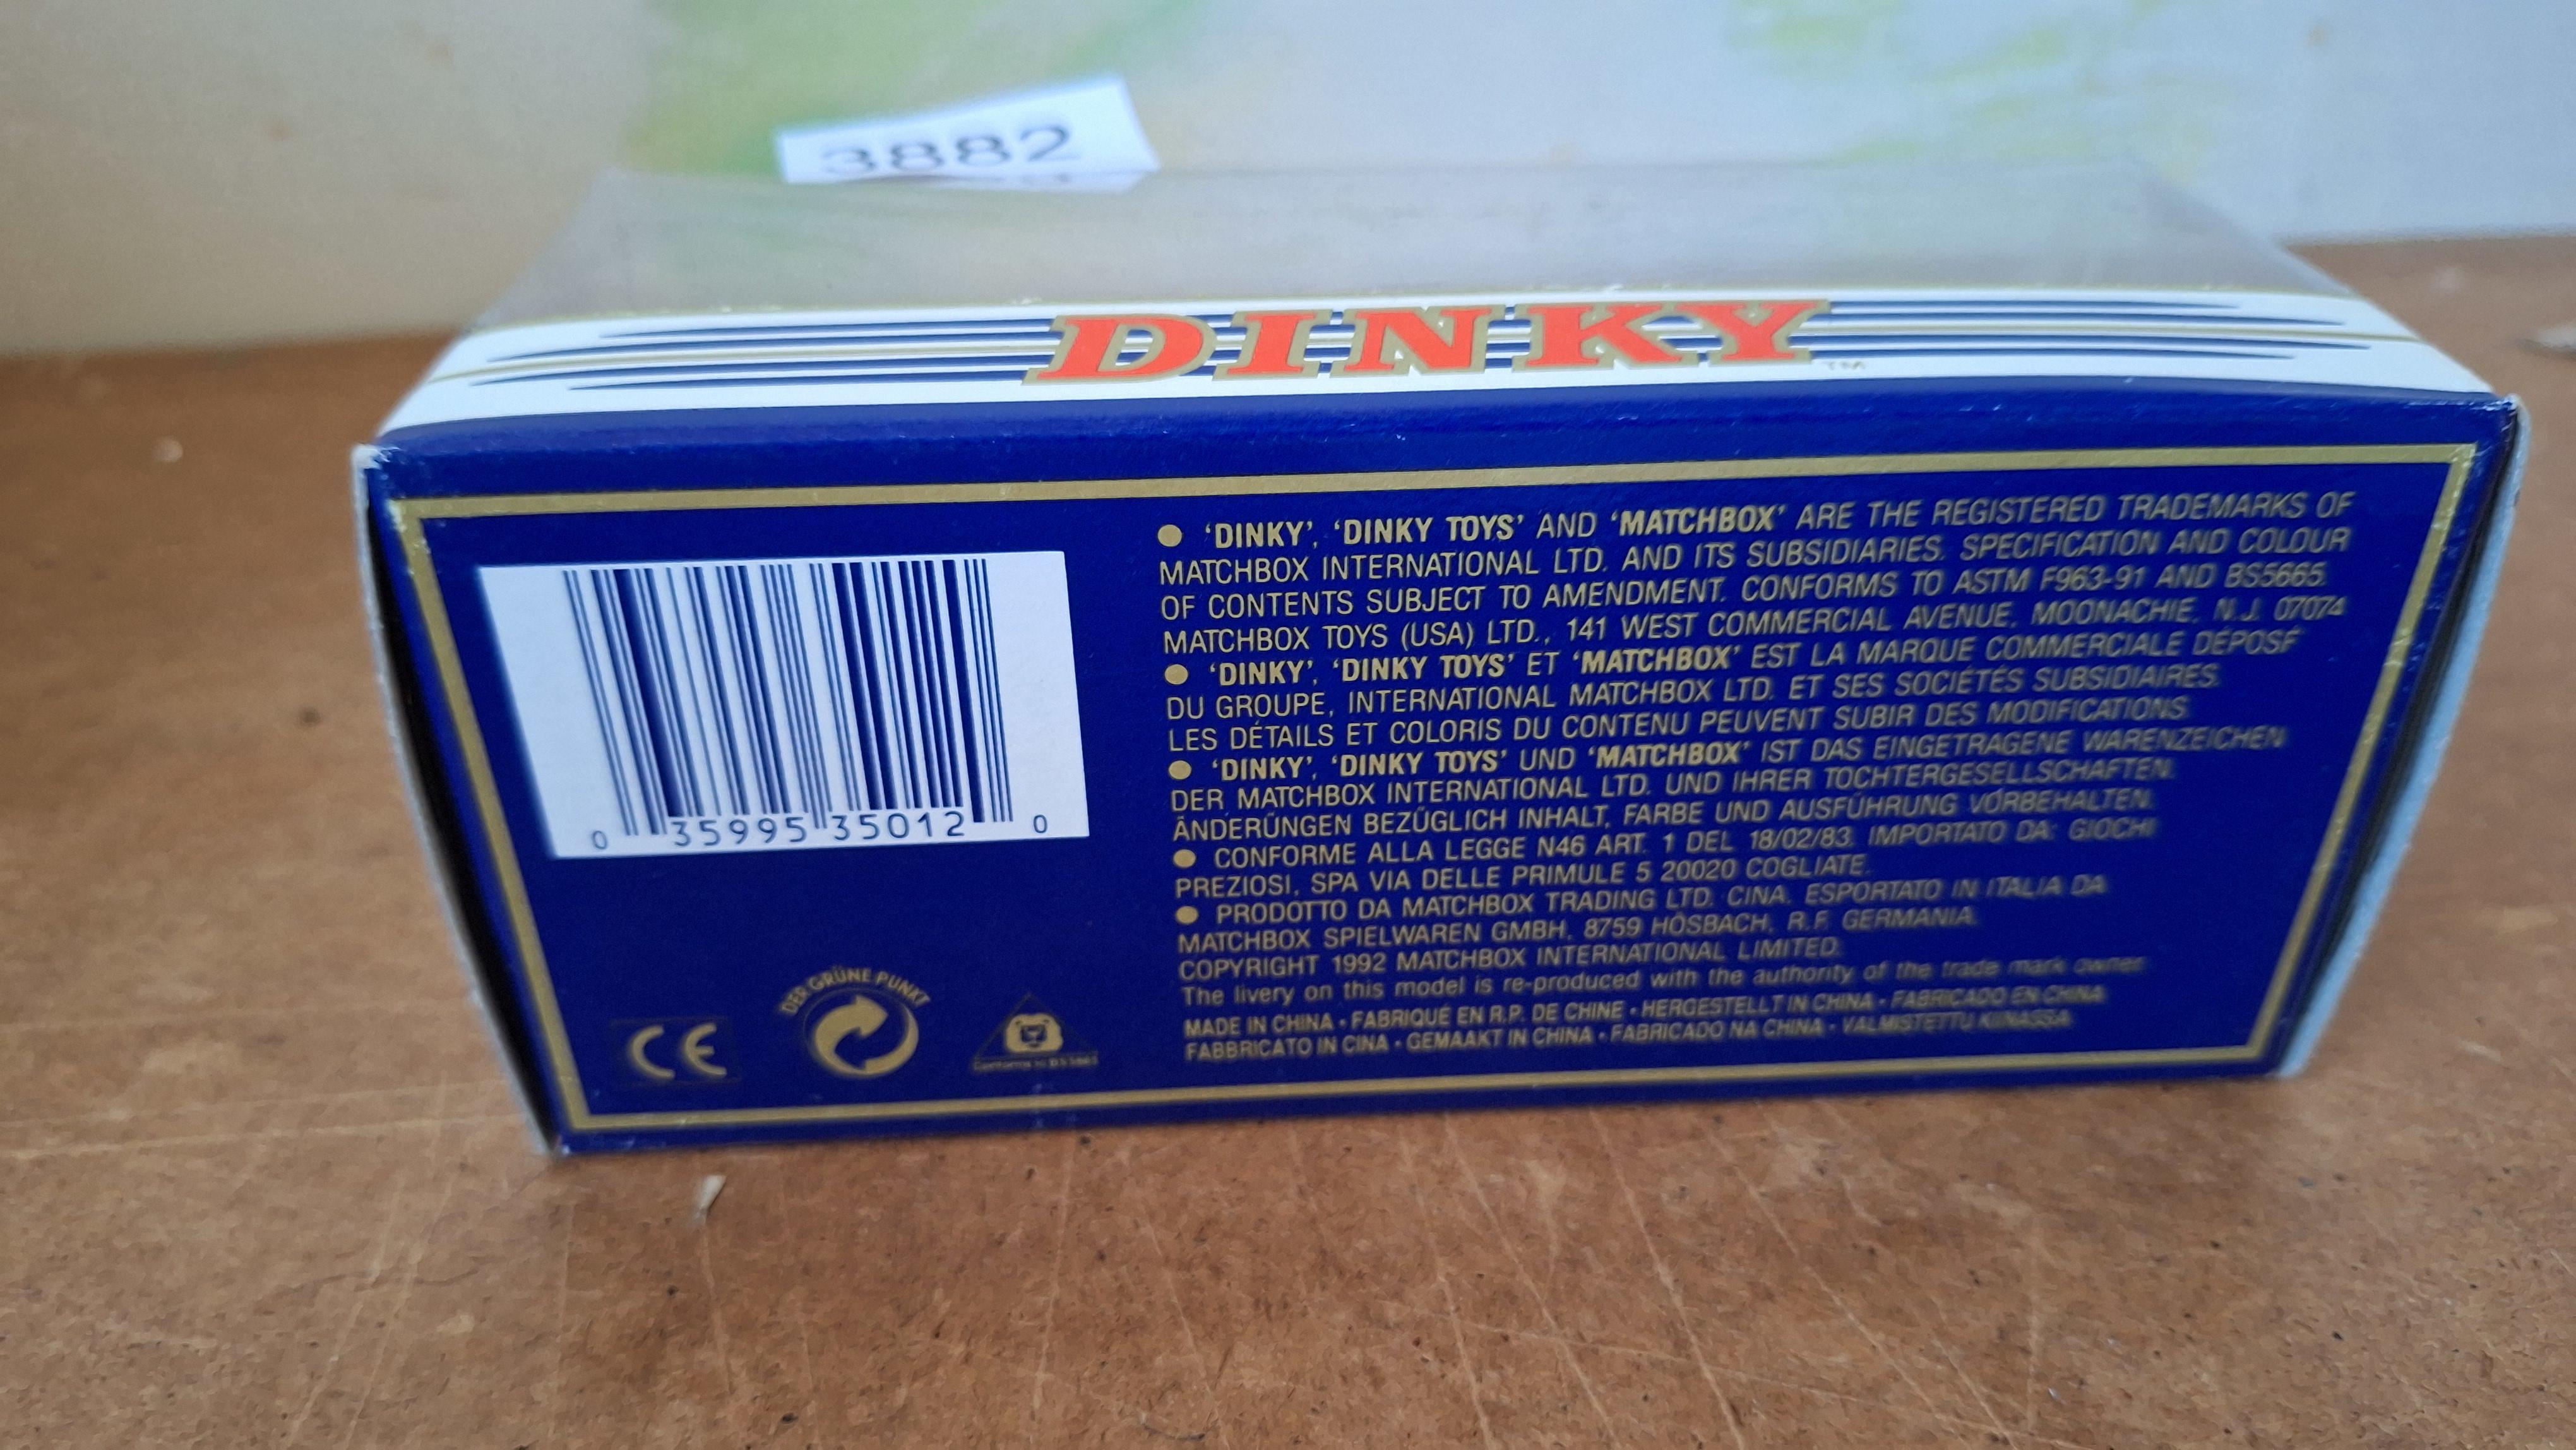 3882
DINKY
TM
● 'DINKY', 'DINKY TOYS' AND 'MATCHBOX' ARE THE REGISTERED TRADEMARKS OF
MATCHBOX INTERNATIONAL LTD. AND ITS SUBSIDIARIES. SPECIFICATION AND COLOUR
OF CONTENTS SUBJECT TO AMENDMENT. CONFORMS TO ASTM F963-91 AND BS5665.
MATCHBOX TOYS (USA) LTD., 141 WEST COMMERCIAL AVENUE, MOONACHIE, N.J. 07074
● 'DINKY', 'DINKY TOYS' ET 'MATCHBOX' EST LA MARQUE COMMERCIALE DÉPOSÉ
DU GROUPE, INTERNATIONAL MATCHBOX LTD. ET SES SOCIÉTÉS SUBSIDIAIRES.
LES DÉTAILS ET COLORIS DU CONTENU PEUVENT SUBIR DES MODIFICATIONS
● 'DINKY', 'DINKY TOYS' UND 'MATCHBOX' IST DAS EINGETRAGENE WARENZEICHEN
DER MATCHBOX INTERNATIONAL LTD. UND IHRER TOCHTERGESELLSCHAFTEN.
ÄNDERÜNGEN BEZÜGLICH INHALT, FARBE UND AUSFÜHRUNG VORBEHALTEN.
● CONFORME ALLA LEGGE N46 ART. 1 DEL 18/02/83. IMPORTATO DA: GIOCHI
PREZIOSI, SPA VIA DELLE PRIMULE 5 20020 COGLIATE.
● PRODOTTO DA MATCHBOX TRADING LTD. CINA. ESPORTATO IN ITALIA DA
MATCHBOX SPIELWAREN GMBH, 8759 HÖSBACH, R.F. GERMANIA.
COPYRIGHT 1992 MATCHBOX INTERNATIONAL LIMITED.
The livery on this model is re-produced with the authority of the trade mark owner.
MADE IN CHINA • FABRIQUÉ EN R.P. DE CHINE • HERGESTELLT IN CHINA • FABRICADO EN CHINA
FABBRICATO IN CINA • GEMAAKT IN CHINA • FABRICADO NA CHINA • VALMISTETTU KIINASSA
0 35995 35012 0
CE
DER GRÜNE PUNKT
Conforms to BS 5665